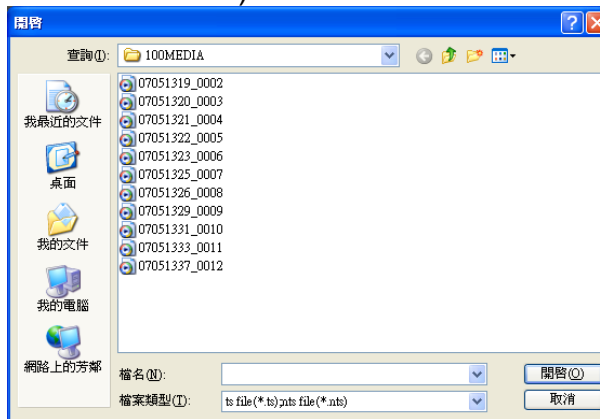 )
開啓
查詢(I):
100MEDIA
我最近的文件
桌面
我的文件
我的電腦
網路上的芳鄰
07051319_0002
07051320_0003
07051321_0004
07051322_0005
07051323_0006
07051325_0007
07051326_0008
07051329_0009
07051331_0010
07051333_0011
07051337_0012
檔名(N):
開啓(O)
檔案類型(T):
ts file(*.ts);nts file(*.nts)
取消